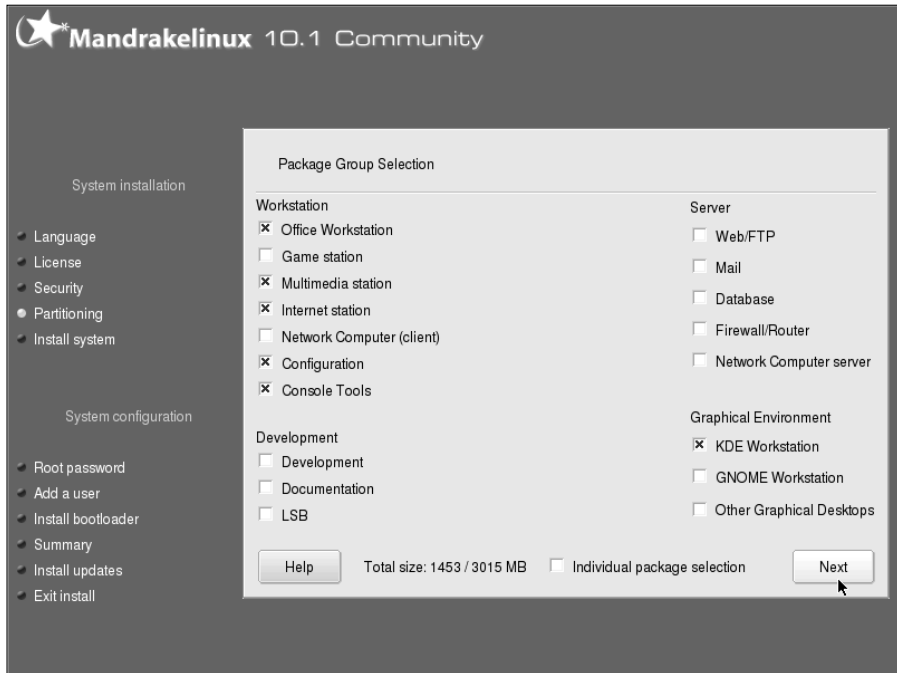 Mandrakelinux 10.1 Community
System installation
Language
License
Security
Partitioning
Install system
System configuration
Root password
Add a user
Install bootloader
Summary
Install updates
Exit install
Package Group Selection
Workstation
Office Workstation
Game station
Multimedia station
Internet station
Network Computer (client)
Configuration
Console Tools
Development
Development
Documentation
LSB
Server
Web/FTP
Mail
Database
Firewall/Router
Network Computer server
Graphical Environment
KDE Workstation
GNOME Workstation
Other Graphical Desktops
Help
Total size: 1453 / 3015 MB
Individual package selection
Next